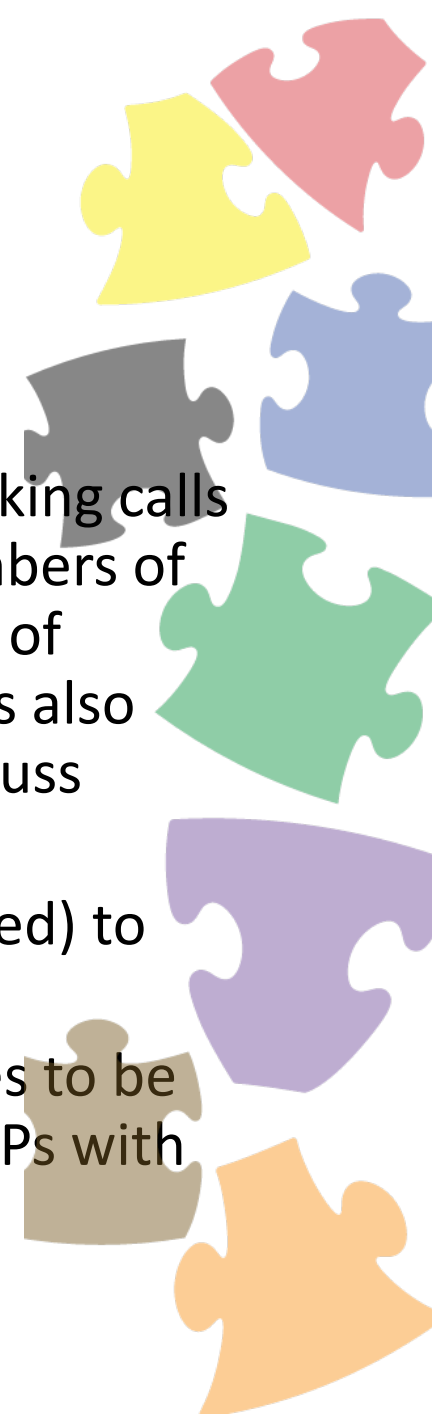 king calls
bers of
of
s also
uss
ed) to
s to be
Ps with